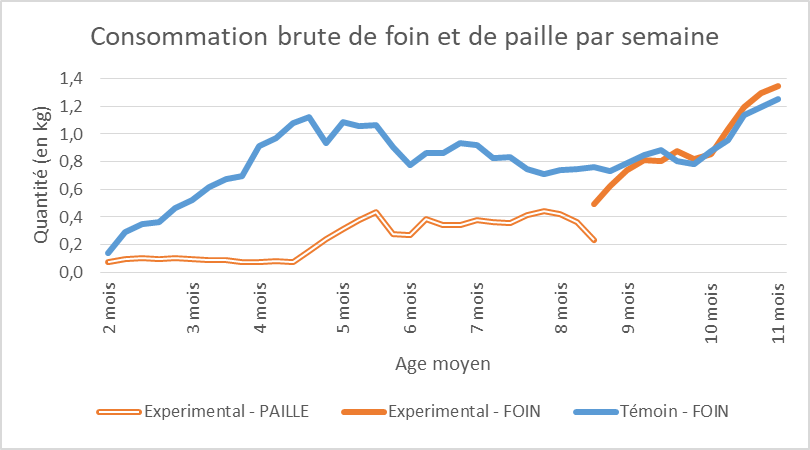 Consommation brute de foin et de paille par semaine
Quantité (en kg)
1,4
1,2
1,0
0,8
0,6
0,4
0,2
0,0
2 mois
3 mois
4 mois
5 mois
6 mois
7 mois
8 mois
9 mois
10 mois
11 mois
Age moyen
Experimental - PAILLE
Experimental - FOIN
Témoin - FOIN